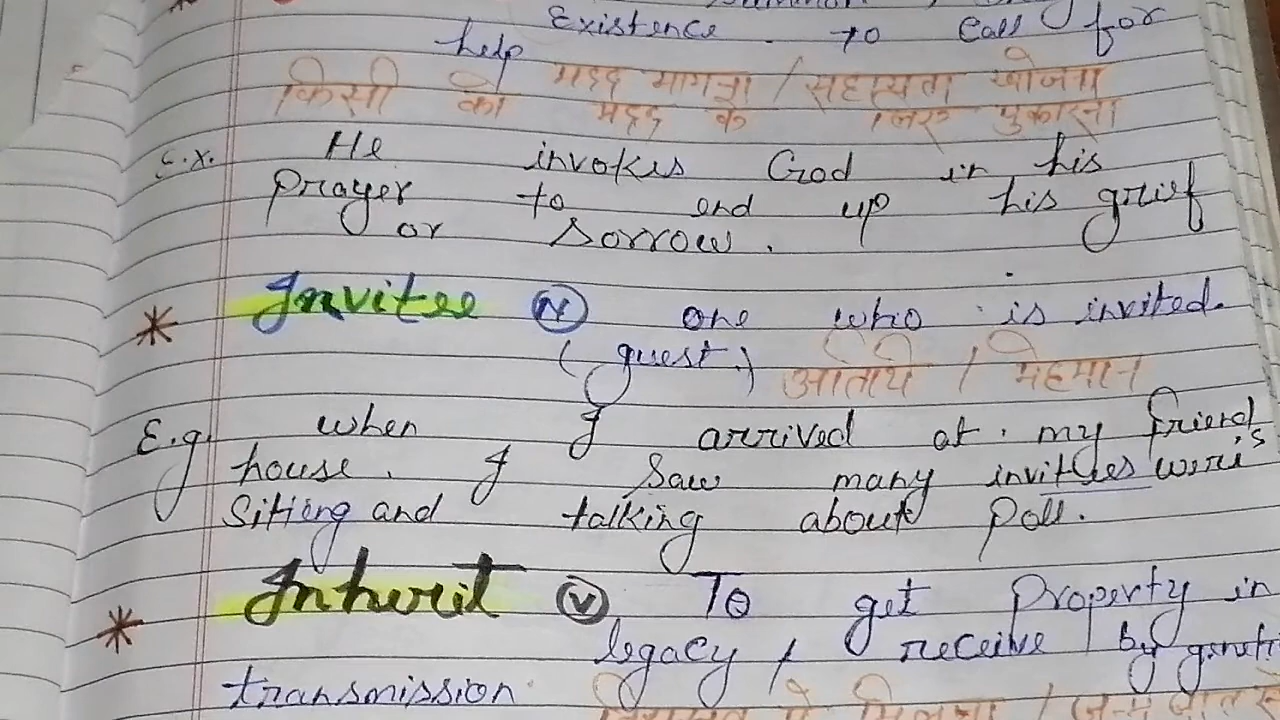 Existence. to Call for
help
मदद मागना / सहायता खोजना
किसी को मदद के लिए पुकारना
E.x. He invokes God in his
Prayer to end up his grief
or Sorrow.
* Invitee (N) one who is invited.
(guest) अतिथि / मेहमान
E.g. when I arrived at my friend's
house. I Saw many invitees were
Sitiong and talking about Poll.
* Inherit (V) To get Property in
legacy / receive by geneti
transmission